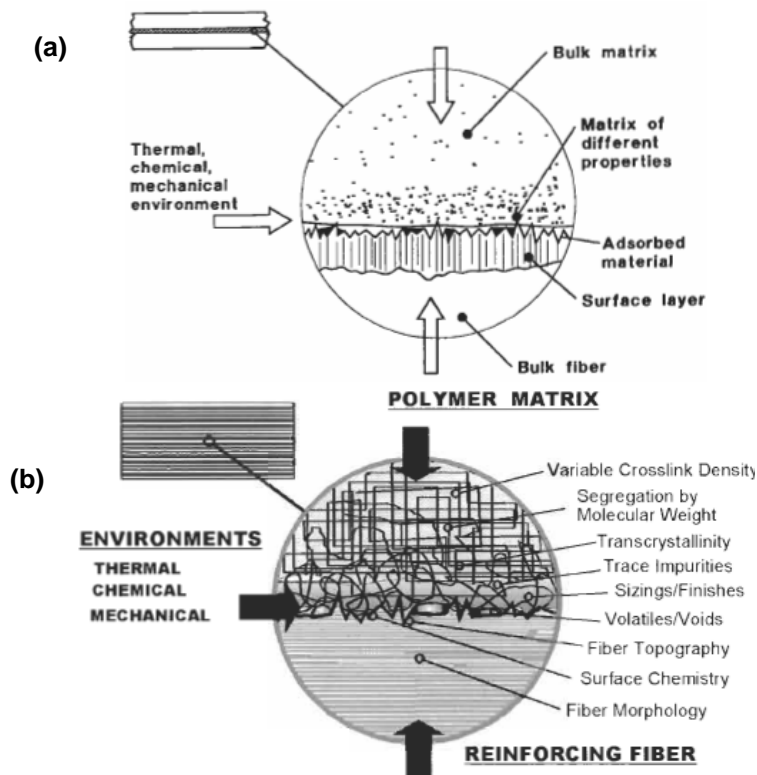 (a)
Bulk matrix
Matrix of
different
properties
Thermal,
chemical,
mechanical
environment
Adsorbed
material
Surface layer
Bulk fiber
POLYMER MATRIX
(b)
Variable Crosslink Density
Segregation by
Molecular Weight
ENVIRONMENTS
Transcrystallinity
THERMAL
Trace Impurities
CHEMICAL
Sizings/Finishes
MECHANICAL
Volatiles/Voids
Fiber Topography
Surface Chemistry
Fiber Morphology
REINFORCING FIBER